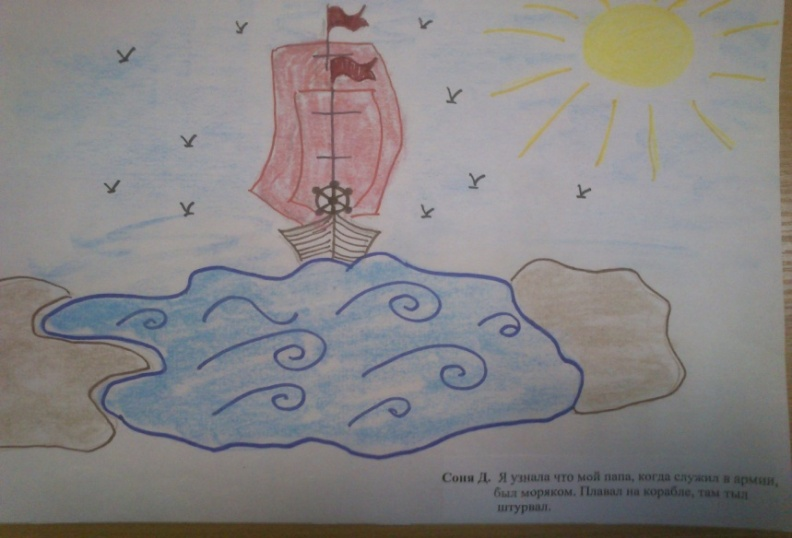 Соня Д. Я узнала что мой папа, когда служил в армии,
был моряком. Плавал на корабле, там тыл
штурвал.